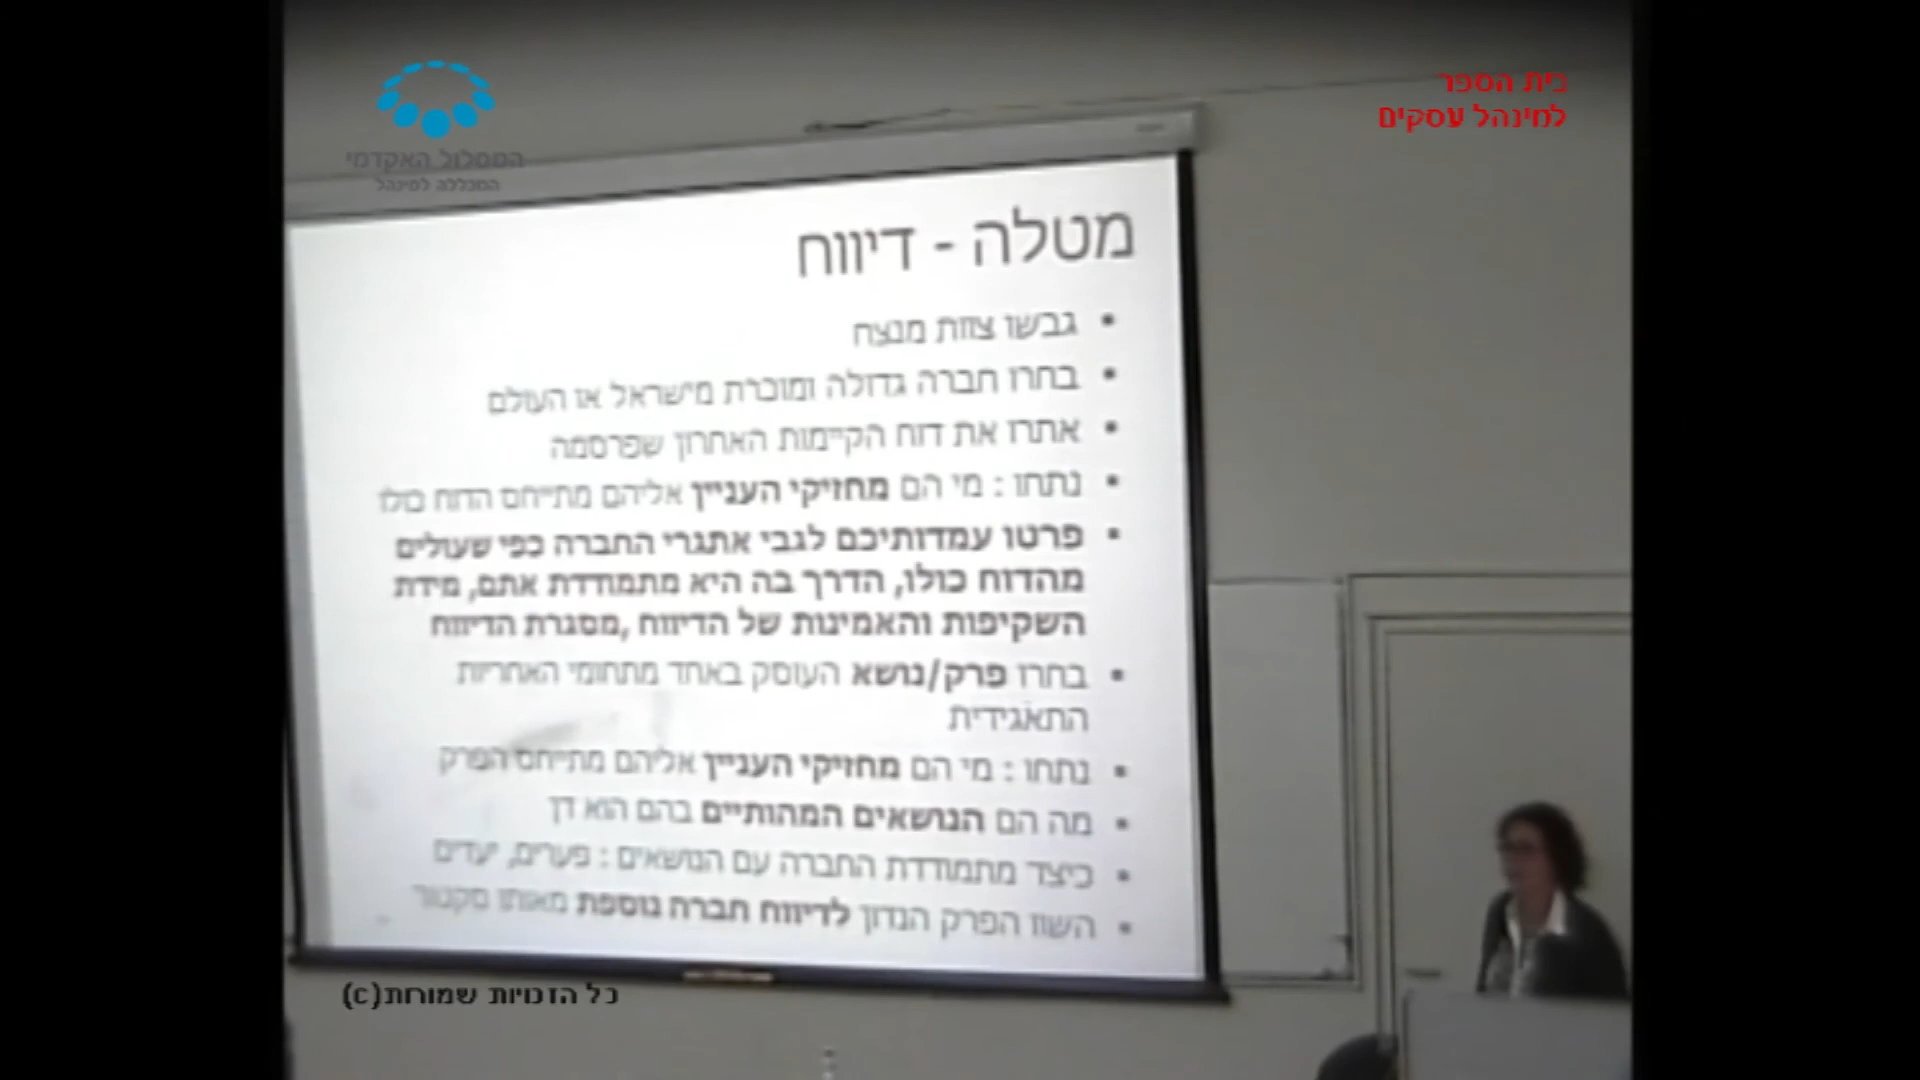 בית הספר
למינהל עסקים
המסלול האקדמי
המכללה למינהל
מטלה - דיווח
• גבשו צוות מנצח
• בחרו חברה גדולה ומוכרת מישראל או העולם
• אתרו את דוח הקיימות האחרון שפרסמה
• נתחו : מי הם מחזיקי העניין אליהם מתייחס הדוח כולו
• פרטו עמדותיכם לגבי אתגרי החברה כפי שעולים
מהדוח כולו, הדרך בה היא מתמודדת אתם, מידת
השקיפות והאמינות של הדיווח ,מסגרת הדיווח
• בחרו פרק/נושא העוסק באחד מתחומי האחריות
התאגידית
• נתחו : מי הם מחזיקי העניין אליהם מתייחס הפרק
• מה הם הנושאים המהותיים בהם הוא דן
• כיצד מתמודדת החברה עם הנושאים : פערים, יעדים
• השוו הפרק הנדון לדיווח חברה נוספת מאותו סקטור
כל הזכויות שמורות(c)